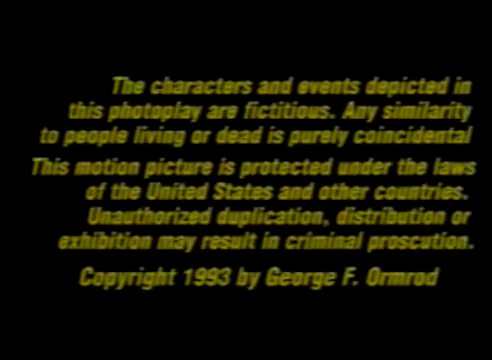 The characters and events depicted in
this photoplay are fictitious. Any similarity
to people living or dead is purely coincidental
This motion picture is protected under the laws
of the United States and other countries.
Unauthorized duplication, distribution or
exhibition may result in criminal proscution.
Copyright 1993 by George F. Ormrod